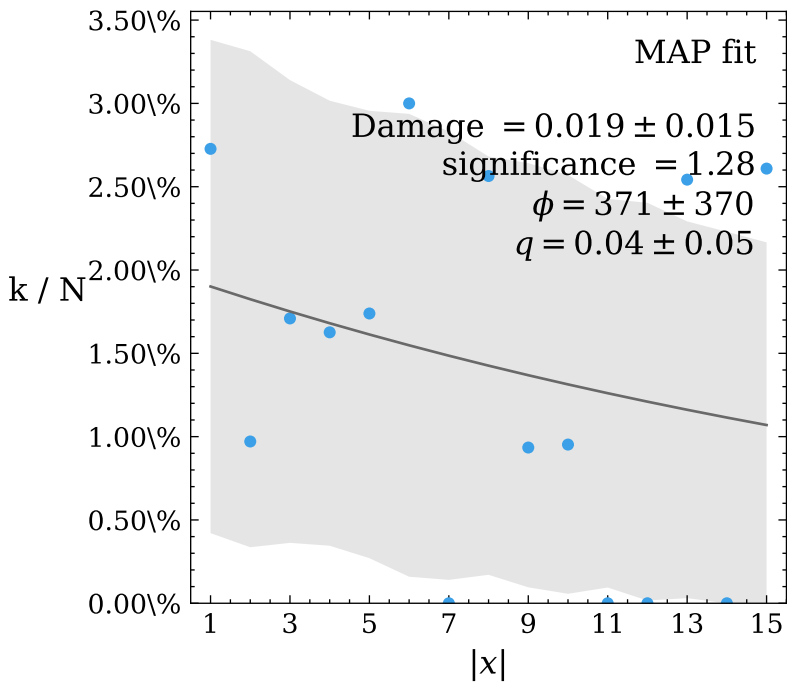 3.50\%
MAP fit
3.00\%
Damage = 0.019 ± 0.015
significance = 1.28
2.50\%
ϕ = 371 ± 370
q = 0.04 ± 0.05
2.00\%
k / N
1.50\%
1.00\%
0.50\%
0.00\%
1 3 5 7 9 11 13 15
|x|